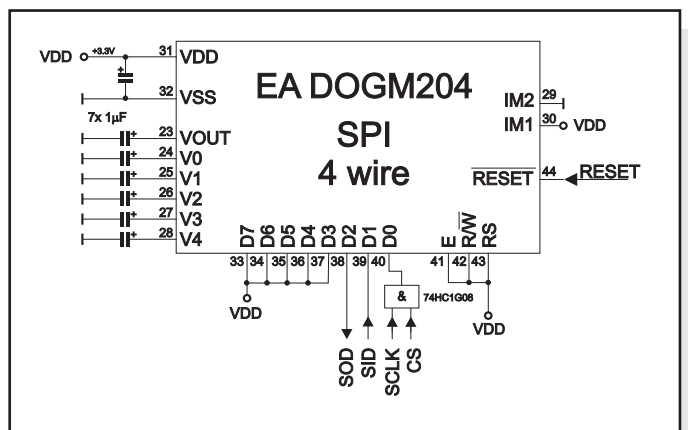 EA DOGM204
SPI
4 wire
VDD +3.3V 31 VDD
+
32 VSS
7x 1µF
+ 23 VOUT
+ 24 V0
+ 25 V1
+ 26 V2
+ 27 V3
+ 28 V4
IM2 29
IM1 30 VDD
RESET 44 RESET
D7 D6 D5 D4 D3 D2 D1 D0
33 34 35 36 37 38 39 40
E R/W RS
41 42 43
VDD
& 74HC1G08
VDD
SOD SID SCLK CS